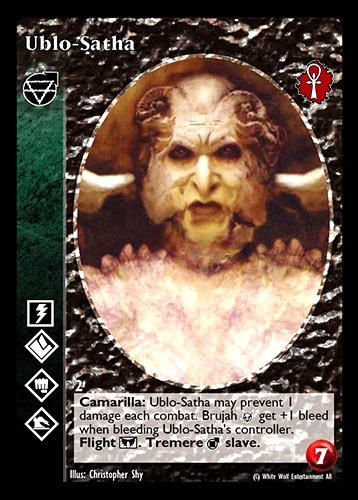 Ublo-Satha
2
Camarilla: Ublo-Satha may prevent 1
damage each combat. Brujah get +1 bleed
when bleeding Ublo-Satha's controller.
Flight. Tremere slave.
7
Illus: Christopher Shy
(C) White Wolf Entertainment AB